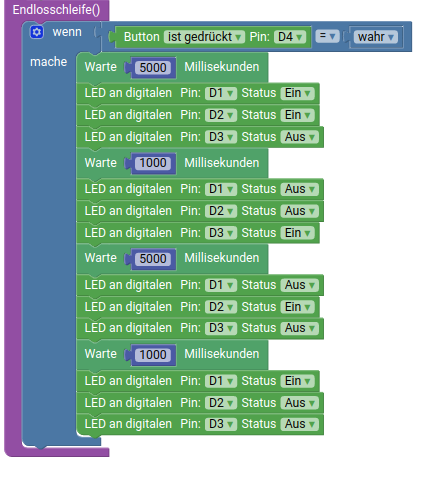 Endlosschleife()
wenn Button ist gedrückt Pin: D4 = wahr
mache
Warte 5000 Millisekunden
LED an digitalen Pin: D1 Status Ein
LED an digitalen Pin: D2 Status Ein
LED an digitalen Pin: D3 Status Aus
Warte 1000 Millisekunden
LED an digitalen Pin: D1 Status Aus
LED an digitalen Pin: D2 Status Aus
LED an digitalen Pin: D3 Status Ein
Warte 5000 Millisekunden
LED an digitalen Pin: D1 Status Aus
LED an digitalen Pin: D2 Status Ein
LED an digitalen Pin: D3 Status Aus
Warte 1000 Millisekunden
LED an digitalen Pin: D1 Status Ein
LED an digitalen Pin: D2 Status Aus
LED an digitalen Pin: D3 Status Aus